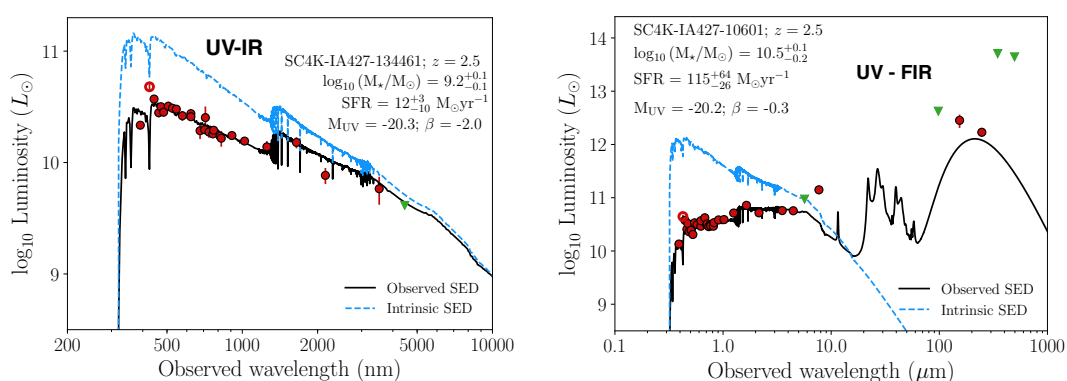 UV-IR
SC4K-IA427-134461; z = 2.5
log₁₀ (M⋆/M⊙) = 9.2⁺⁰·¹₋₀.₁
SFR = 12⁺³₋₁₀ M⊙yr⁻¹
M_UV = -20.3; β = -2.0
11
10
9
log₁₀ Luminosity (L⊙)
Observed SED
Intrinsic SED
200
500
1000
2000
5000
10000
Observed wavelength (nm)
SC4K-IA427-10601; z = 2.5
log₁₀ (M⋆/M⊙) = 10.5⁺⁰·¹₋₀.₂
SFR = 115⁺⁶⁴₋₂₆ M⊙yr⁻¹
M_UV = -20.2; β = -0.3
UV - FIR
14
13
12
11
10
9
log₁₀ Luminosity (L⊙)
Observed SED
Intrinsic SED
0.1
1.0
10.0
100
1000
Observed wavelength (μm)